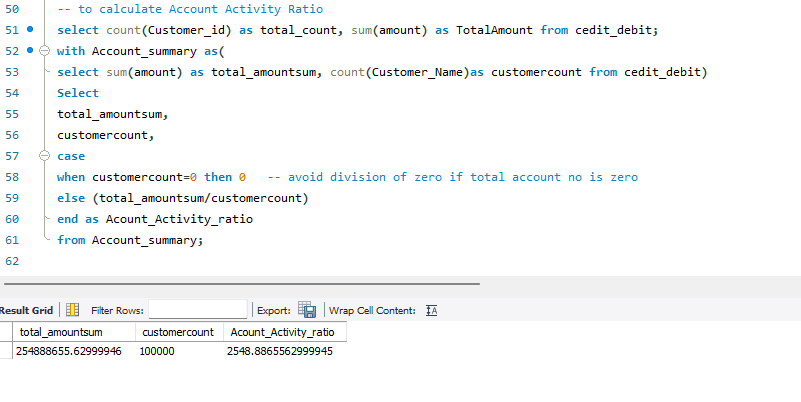 50 -- to calculate Account Activity Ratio
51 select count(Customer_id) as total_count, sum(amount) as TotalAmount from cedit_debit;
52 with Account_summary as(
53 select sum(amount) as total_amountsum, count(Customer_Name)as customercount from cedit_debit)
54 Select
55 total_amountsum,
56 customercount,
57 case
58 when customercount=0 then 0 -- avoid division of zero if total account no is zero
59 else (total_amountsum/customercount)
60 end as Acount_Activity_ratio
61 from Account_summary;
62
Result Grid Filter Rows: Export: Wrap Cell Content: IA
total_amountsum customercount Acount_Activity_ratio
254888655.62999946 100000 2548.8865562999945